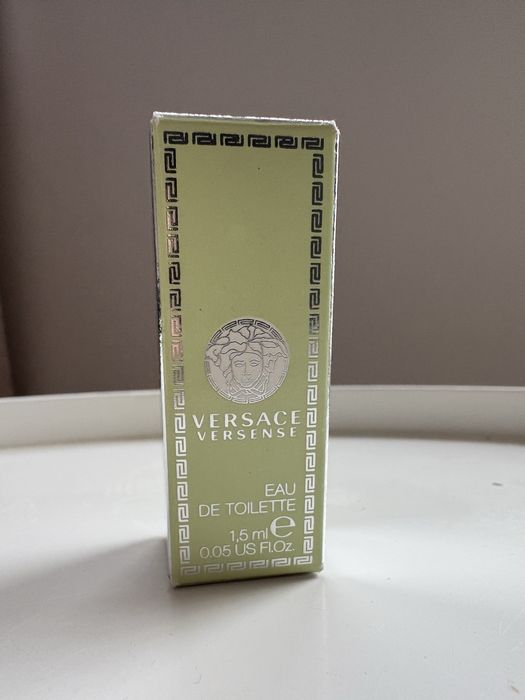 VERSACE
VERSENSE
EAU
DE TOILETTE
1,5 ml e
0.05 US Fl.Oz.